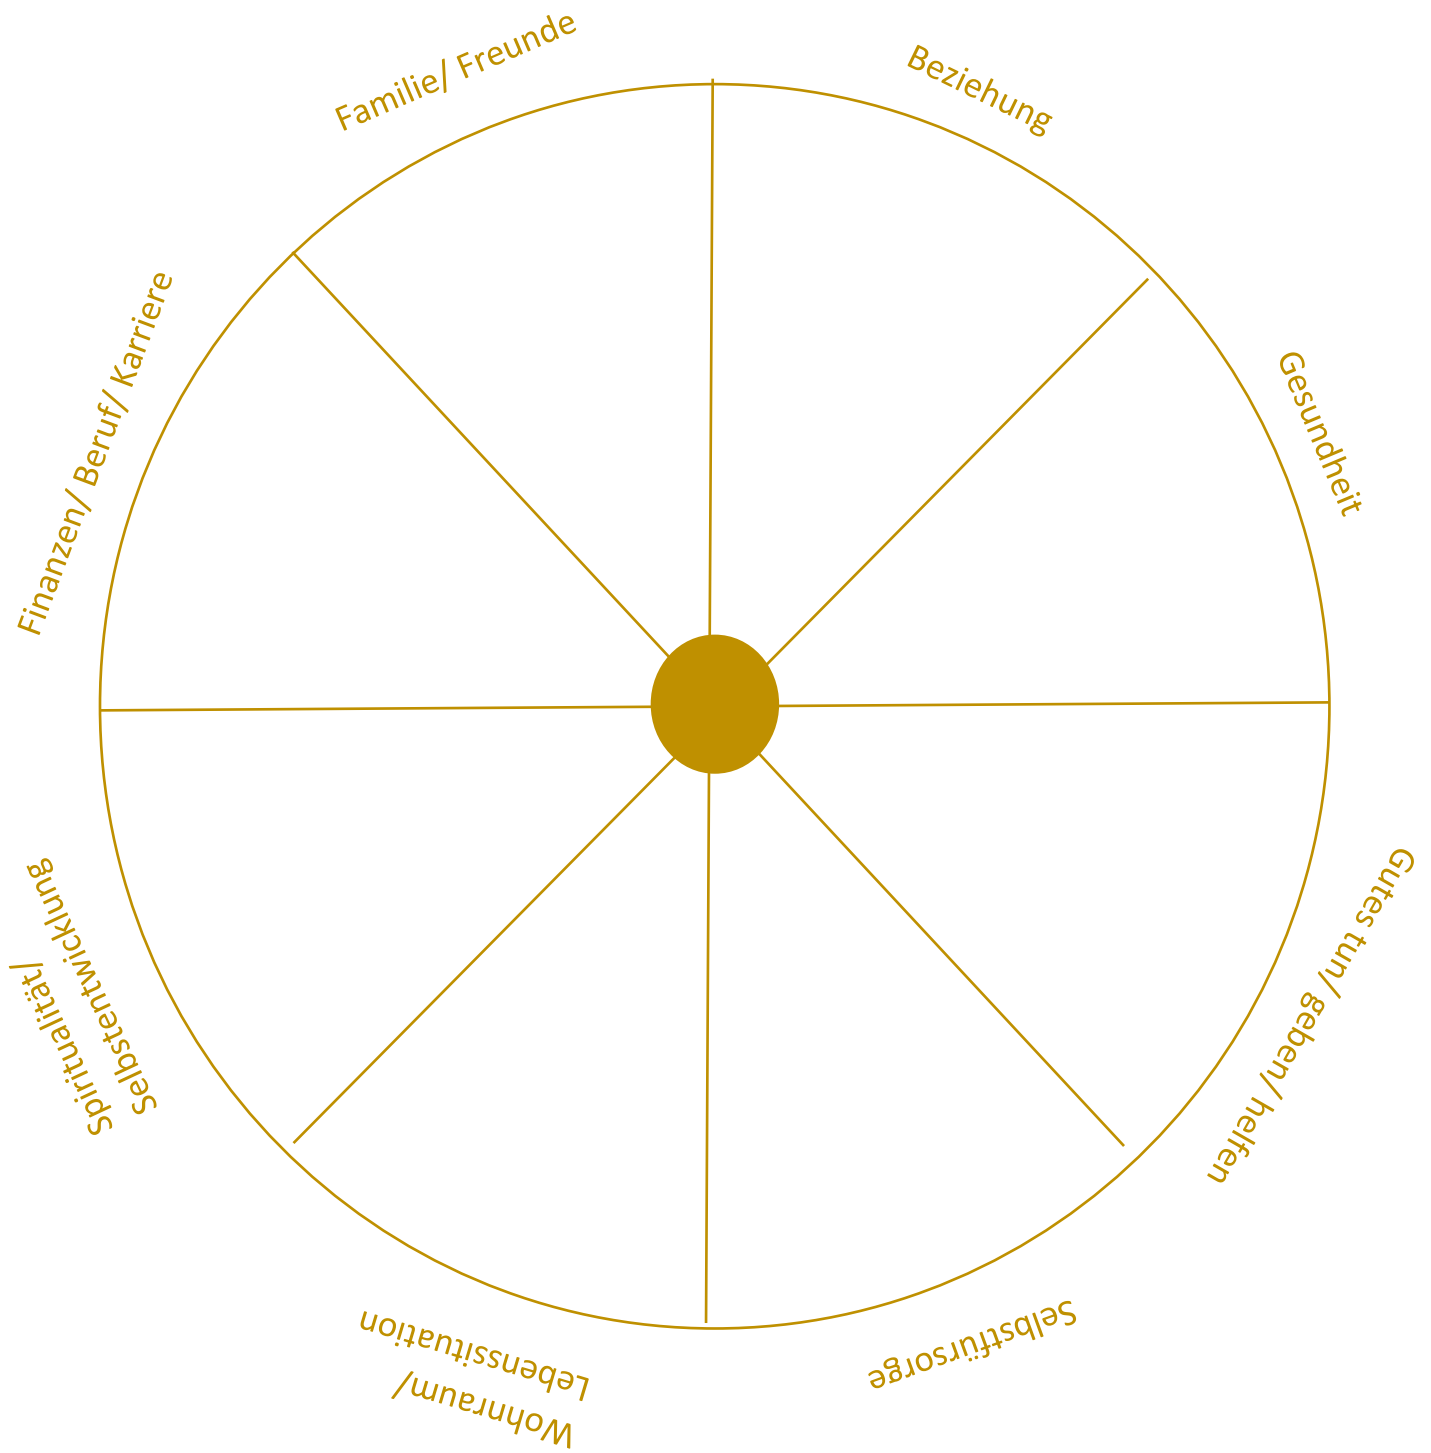 Familie/ Freunde
Beziehung
Gesundheit
Gutes tun/ geben/ helfen
Selbstfürsorge
Wohnraum/
Lebenssituation
Spiritualität/
Selbstentwicklung
Finanzen/ Beruf/ Karriere